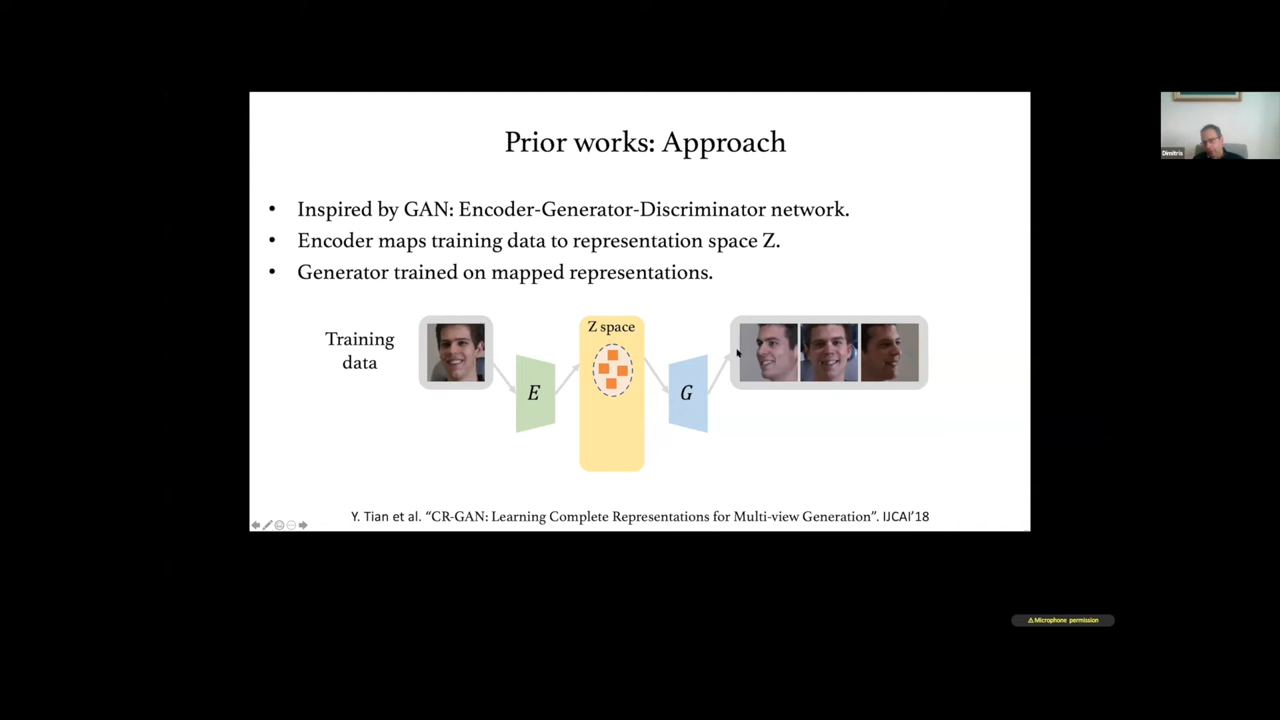 Prior works: Approach
Dimitris
• Inspired by GAN: Encoder-Generator-Discriminator network.
• Encoder maps training data to representation space Z.
• Generator trained on mapped representations.
Training
data
Z space
E
G
Y. Tian et al. “CR-GAN: Learning Complete Representations for Multi-view Generation”. IJCAI’18
⚠Microphone permission